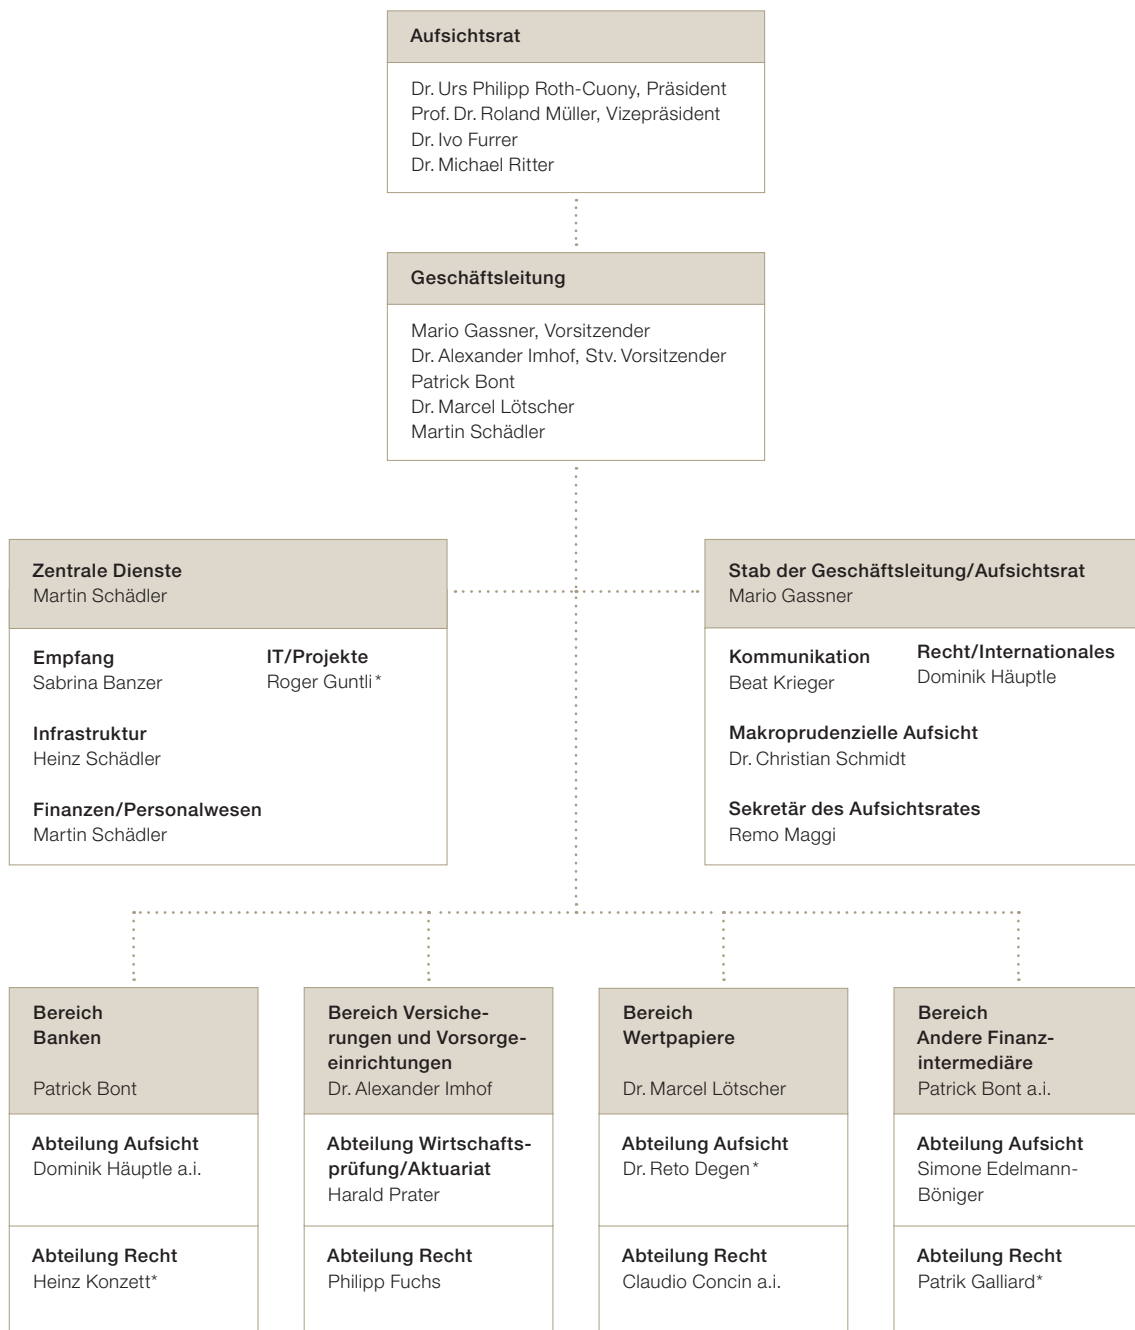 Aufsichtsrat
Dr. Urs Philipp Roth-Cuony, Präsident
Prof. Dr. Roland Müller, Vizepräsident
Dr. Ivo Furrer
Dr. Michael Ritter
Geschäftsleitung
Mario Gassner, Vorsitzender
Dr. Alexander Imhof, Stv. Vorsitzender
Patrick Bont
Dr. Marcel Lötscher
Martin Schädler
Zentrale Dienste
Martin Schädler
Empfang
Sabrina Banzer
IT/Projekte
Roger Guntli*
Infrastruktur
Heinz Schädler
Finanzen/Personalwesen
Martin Schädler
Stab der Geschäftsleitung/Aufsichtsrat
Mario Gassner
Kommunikation
Beat Krieger
Recht/Internationales
Dominik Häuptle
Makroprudenzielle Aufsicht
Dr. Christian Schmidt
Sekretär des Aufsichtsrates
Remo Maggi
Bereich
Banken
Patrick Bont
Abteilung Aufsicht
Dominik Häuptle a.i.
Abteilung Recht
Heinz Konzett*
Bereich Versiche-
rungen und Vorsorge-
einrichtungen
Dr. Alexander Imhof
Abteilung Wirtschafts-
prüfung/Aktuariat
Harald Prater
Abteilung Recht
Philipp Fuchs
Bereich
Wertpapiere
Dr. Marcel Lötscher
Abteilung Aufsicht
Dr. Reto Degen*
Abteilung Recht
Claudio Concin a.i.
Bereich
Andere Finanz-
intermediäre
Patrick Bont a.i.
Abteilung Aufsicht
Simone Edelmann-
Böniger
Abteilung Recht
Patrik Galliard*